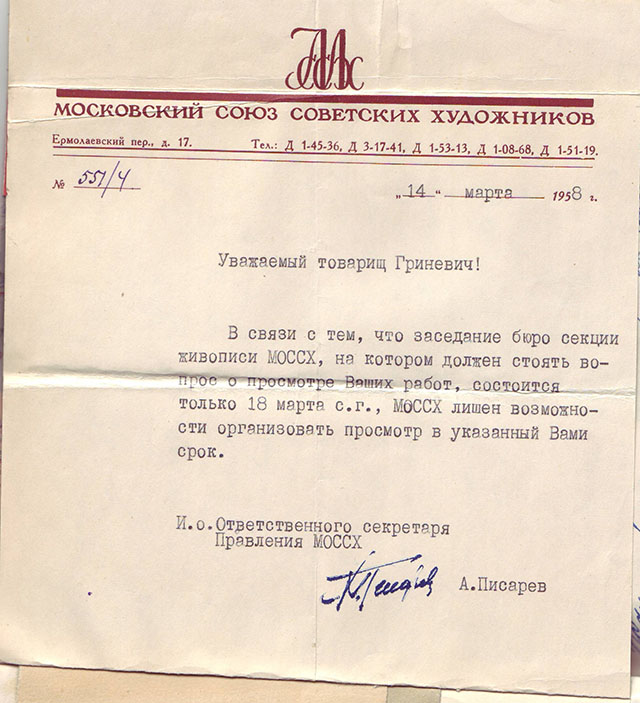 МОСКОВСКИЙ СОЮЗ СОВЕТСКИХ ХУДОЖНИКОВ
Ермолаевский пер., д. 17. Тел.: Д 1-45-36, Д 3-17-41, Д 1-53-13, Д 1-08-68, Д 1-51-19.
№ 551/4
„14“ марта 1958 г.
Уважаемый товарищ Гриневич!
В связи с тем, что заседание бюро секции
живописи МОССХ, на котором должен стоять во-
прос о просмотре Ваших работ, состоится
только 18 марта с.г., МОССХ лишен возможно-
сти организовать просмотр в указанный Вами
срок.
И.о.Ответственного секретаря
Правления МОССХ
А.Писарев